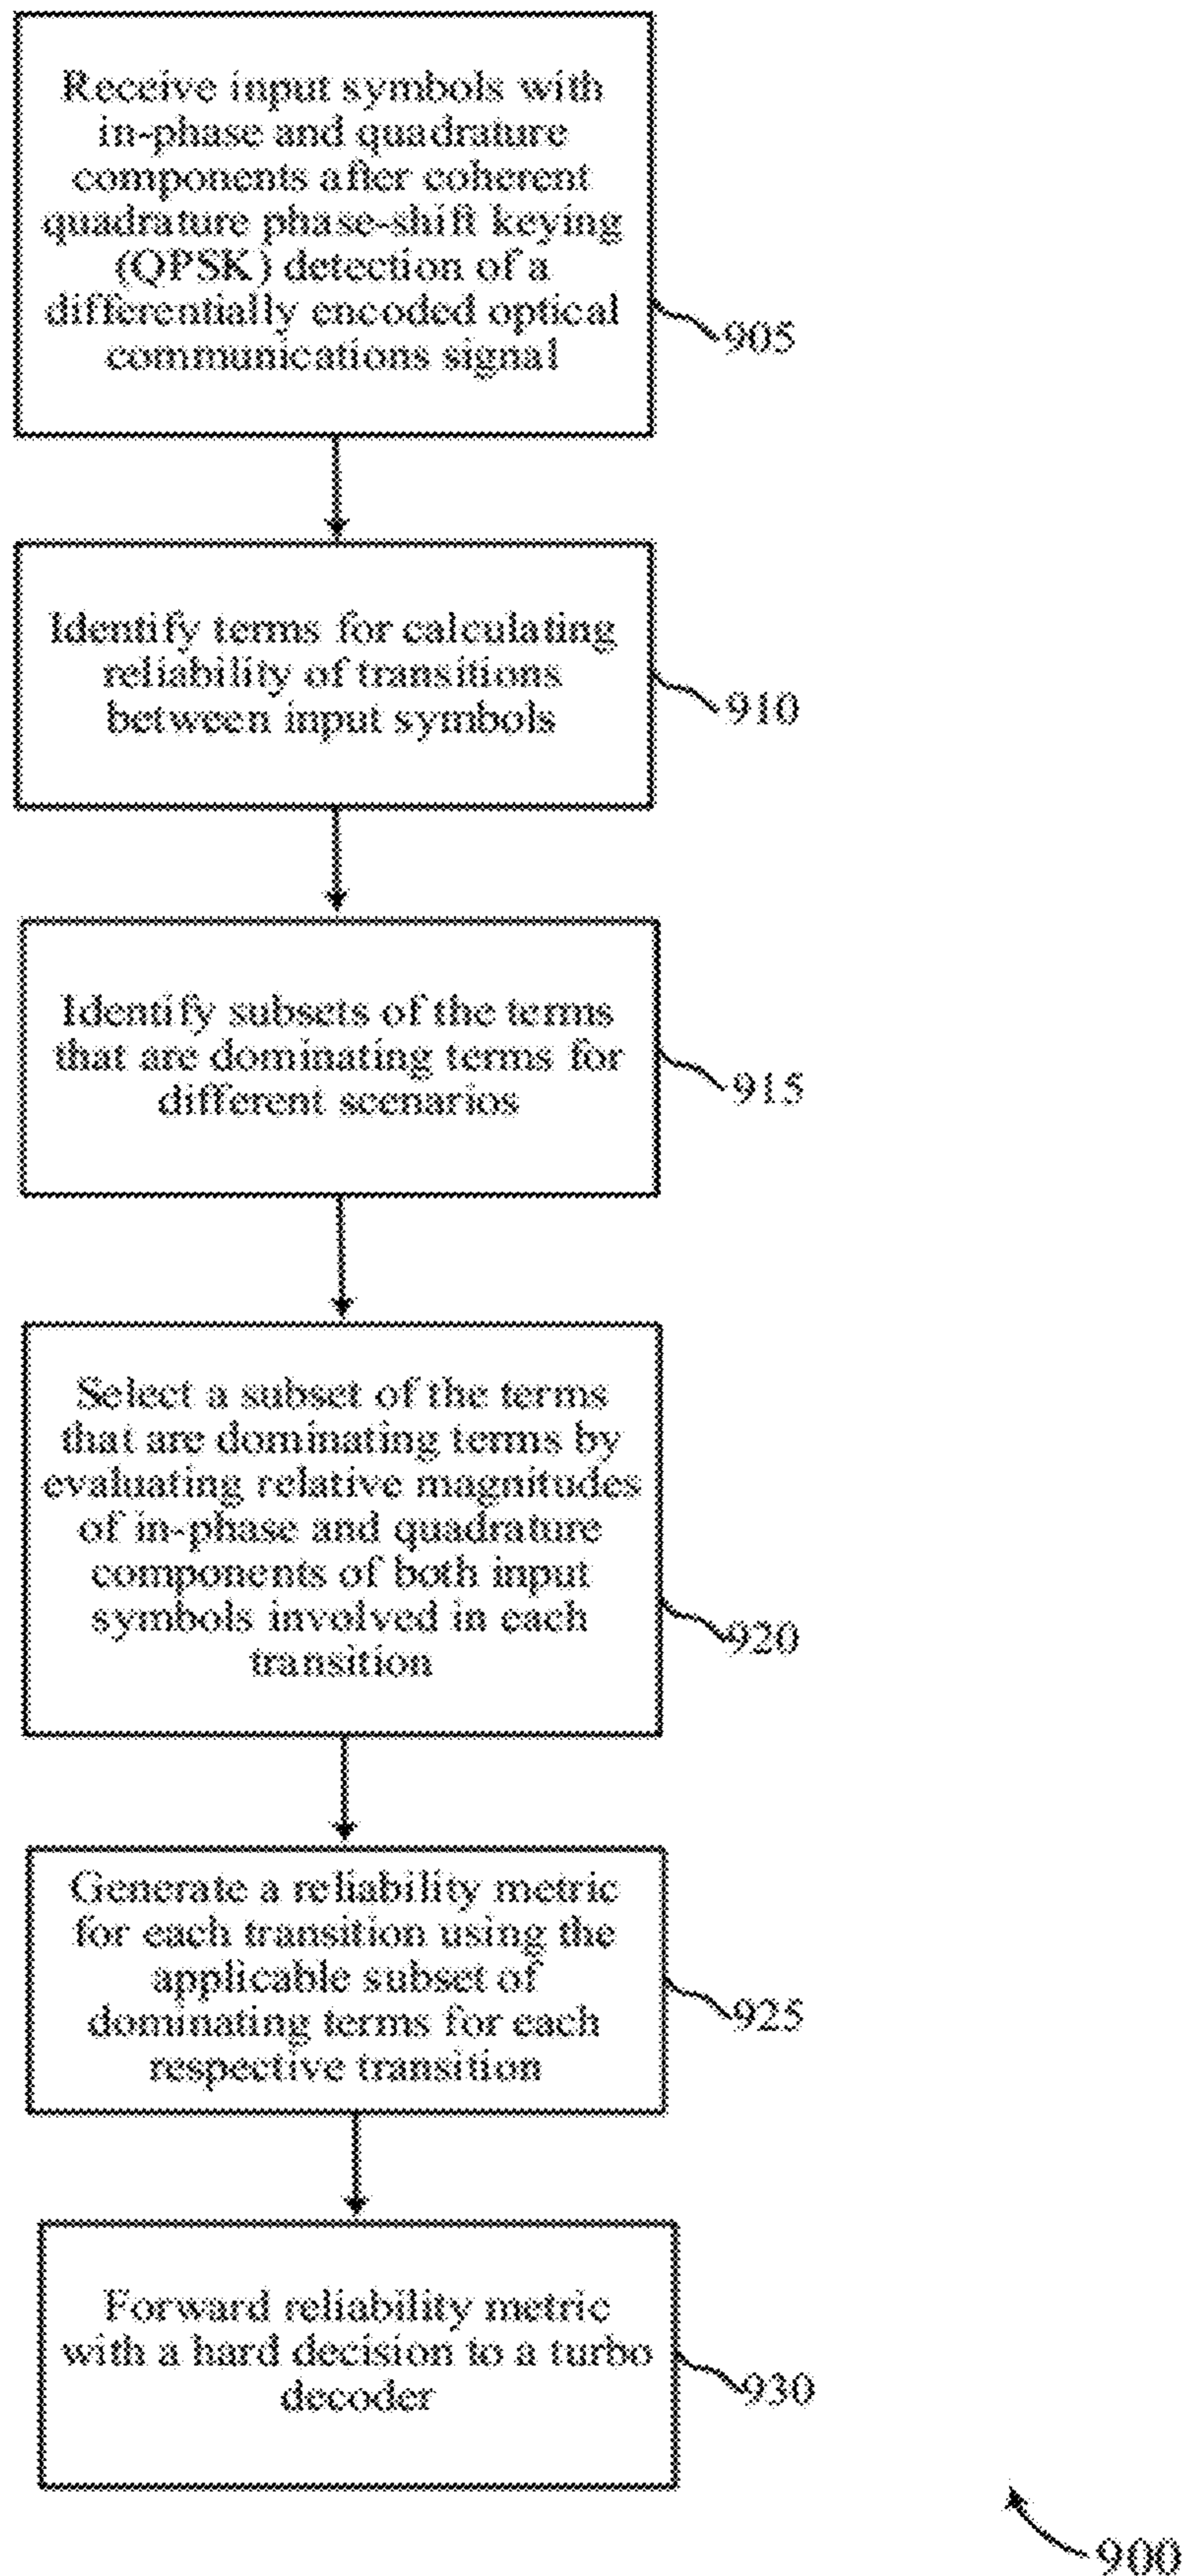 Receive input symbols with
in-phase and quadrature
components after coherent
quadrature phase-shift keying
(QPSK) detection of a
differentially encoded optical
communications signal
905
Identify terms for calculating
reliability of transitions
between input symbols
910
Identify subsets of the terms
that are dominating terms for
different scenarios
915
Select a subset of the terms
that are dominating terms by
evaluating relative magnitudes
of in-phase and quadrature
components of both input
symbols involved in each
transition
920
Generate a reliability metric
for each transition using the
applicable subset of
dominating terms for each
respective transition
925
Forward reliability metric
with a hard decision to a turbo
decoder
930
900